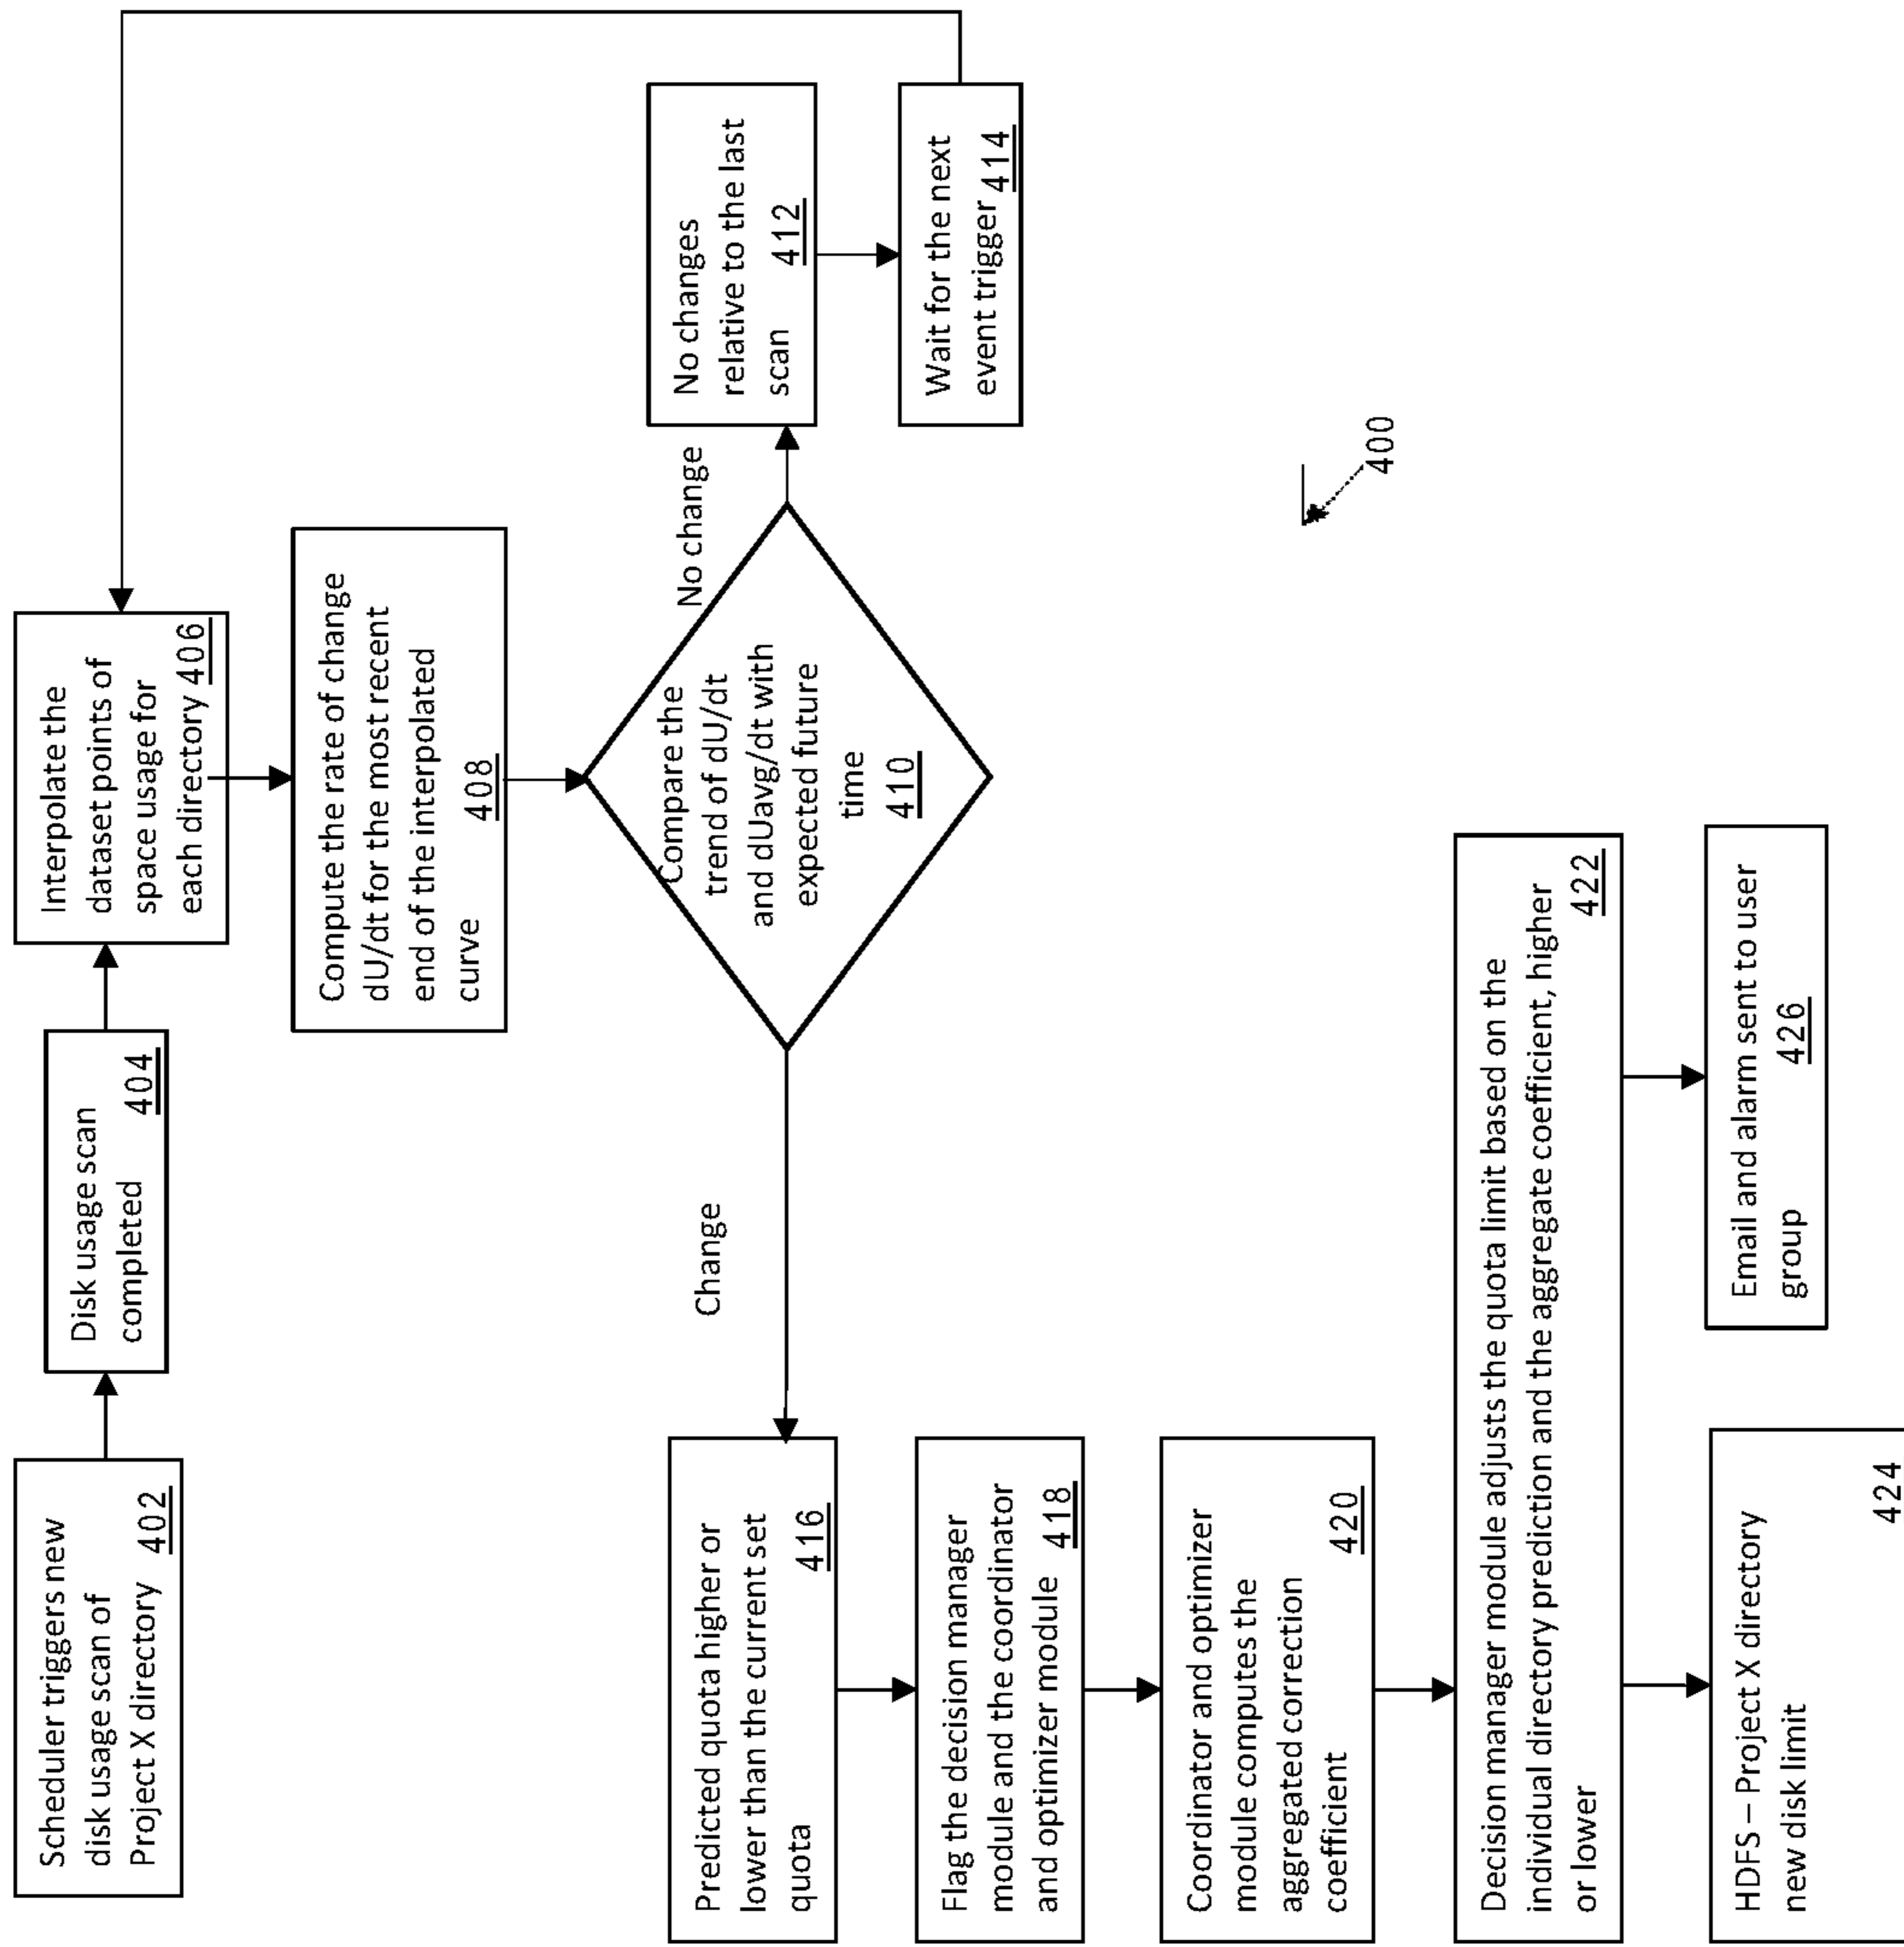 Scheduler triggers new
disk usage scan of
Project X directory 402
Disk usage scan
completed 404
Interpolate the
dataset points of
space usage for
each directory 406
Compute the rate of change
dU/dt for the most recent
end of the interpolated
curve 408
Compare the
trend of dU/dt
and dUavg/dt with
expected future
time
410
No change
No changes
relative to the last
scan 412
Wait for the next
event trigger 414
Change
Predicted quota higher or
lower than the current set
quota 416
Flag the decision manager
module and the coordinator
and optimizer module 418
Coordinator and optimizer
module computes the
aggregated correction
coefficient 420
Decision manager module adjusts the quota limit based on the
individual directory prediction and the aggregate coefficient, higher
or lower 422
HDFS – Project X directory
new disk limit
424
Email and alarm sent to user
group 426
400